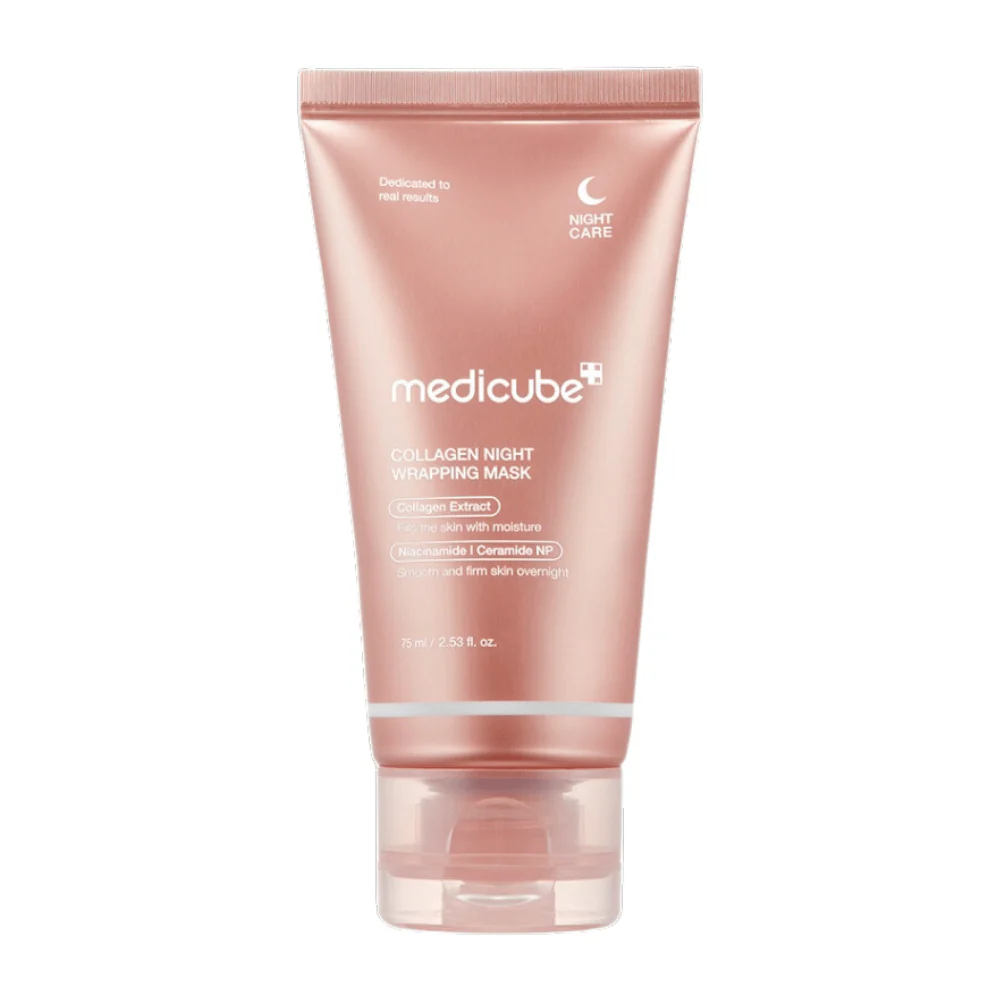 Dedicated to
real results
NIGHT
CARE
medicube
COLLAGEN NIGHT
WRAPPING MASK
Collagen Extract
the skin with moisture
Niacinamide | Ceramide NP
Smooth and firm skin overnight
75 ml / 2.53 fl. oz.